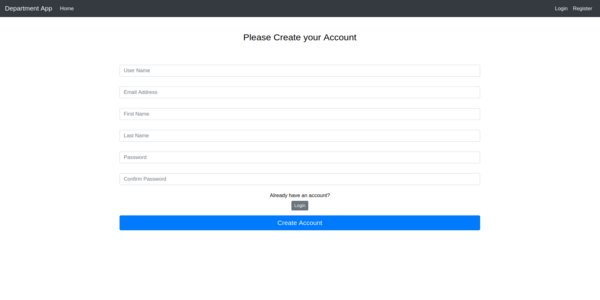 Department App Home Login Register
Please Create your Account
User Name
Email Address
First Name
Last Name
Password
Confirm Password
Already have an account?
Login
Create Account